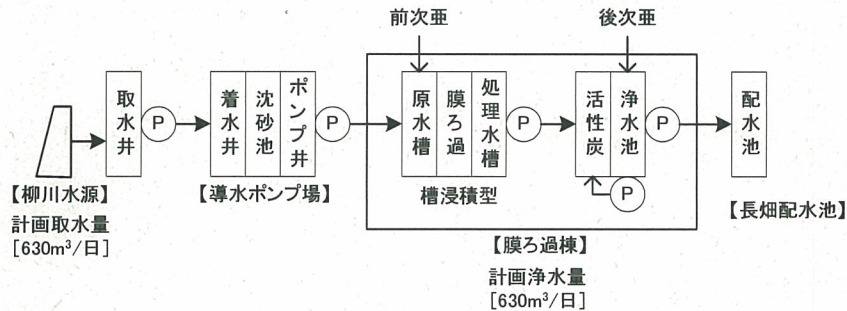 前次亜
後次亜
取水井
P
着水井
沈砂池
ポンプ井
P
原水槽
膜ろ過
処理水槽
P
活性炭
浄水池
P
P
配水池
【柳川水源】
計画取水量
[630m³/日]
【導水ポンプ場】
槽浸積型
【膜ろ過棟】
計画浄水量
[630m³/日]
【長畑配水池】